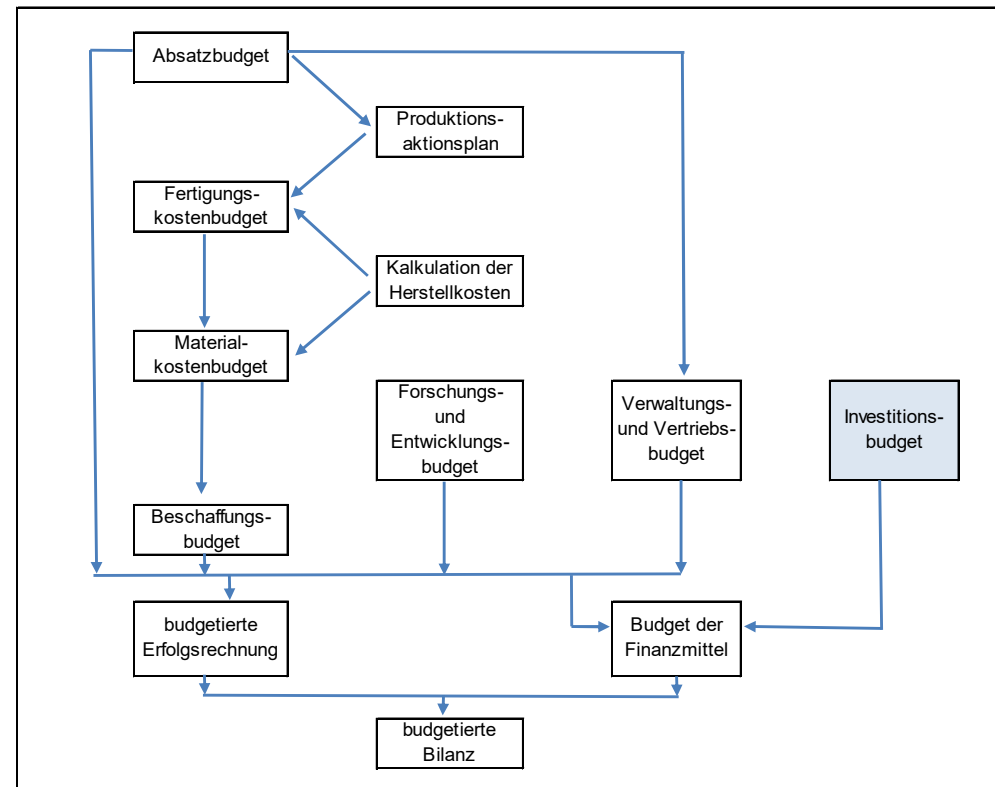 Absatzbudget
Produktions-
aktionsplan
Fertigungs-
kostenbudget
Kalkulation der
Herstellkosten
Material-
kostenbudget
Forschungs-
und
Entwicklungs-
budget
Verwaltungs-
und Vertriebs-
budget
Investitions-
budget
Beschaffungs-
budget
budgetierte
Erfolgsrechnung
Budget der
Finanzmittel
budgetierte
Bilanz